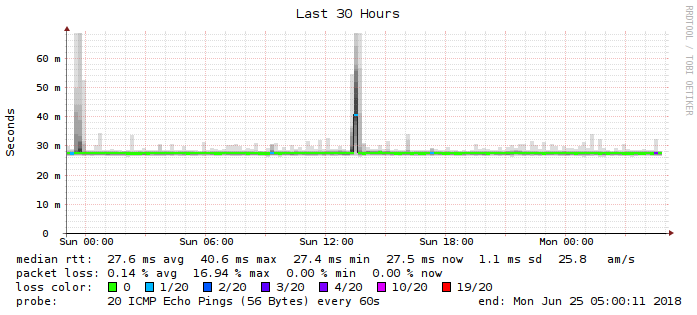 Last 30 Hours
RRDTOOL / TOBI OETIKER
Seconds
60 m
50 m
40 m
30 m
20 m
10 m
0
Sun 00:00 Sun 06:00 Sun 12:00 Sun 18:00 Mon 00:00
median rtt: 27.6 ms avg 40.6 ms max 27.4 ms min 27.5 ms now 1.1 ms sd 25.8 am/s
packet loss: 0.14 % avg 16.94 % max 0.00 % min 0.00 % now
loss color: 0 1/20 2/20 3/20 4/20 10/20 19/20
probe: 20 ICMP Echo Pings (56 Bytes) every 60s end: Mon Jun 25 05:00:11 2018